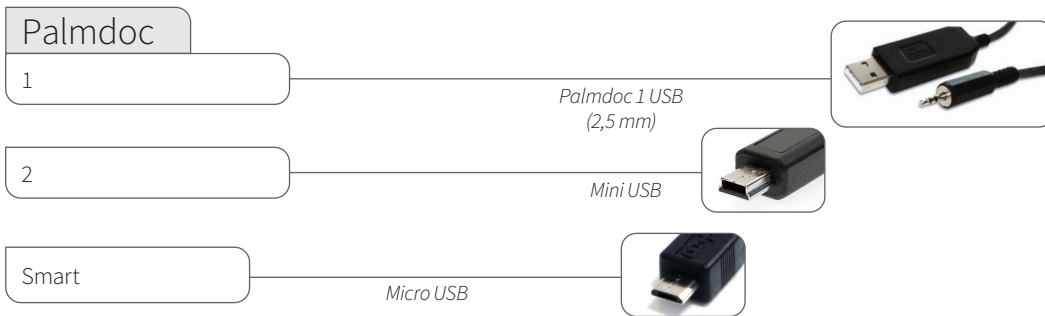 Palmdoc
1
Palmdoc 1 USB
(2,5 mm)
2
Mini USB
Smart
Micro USB